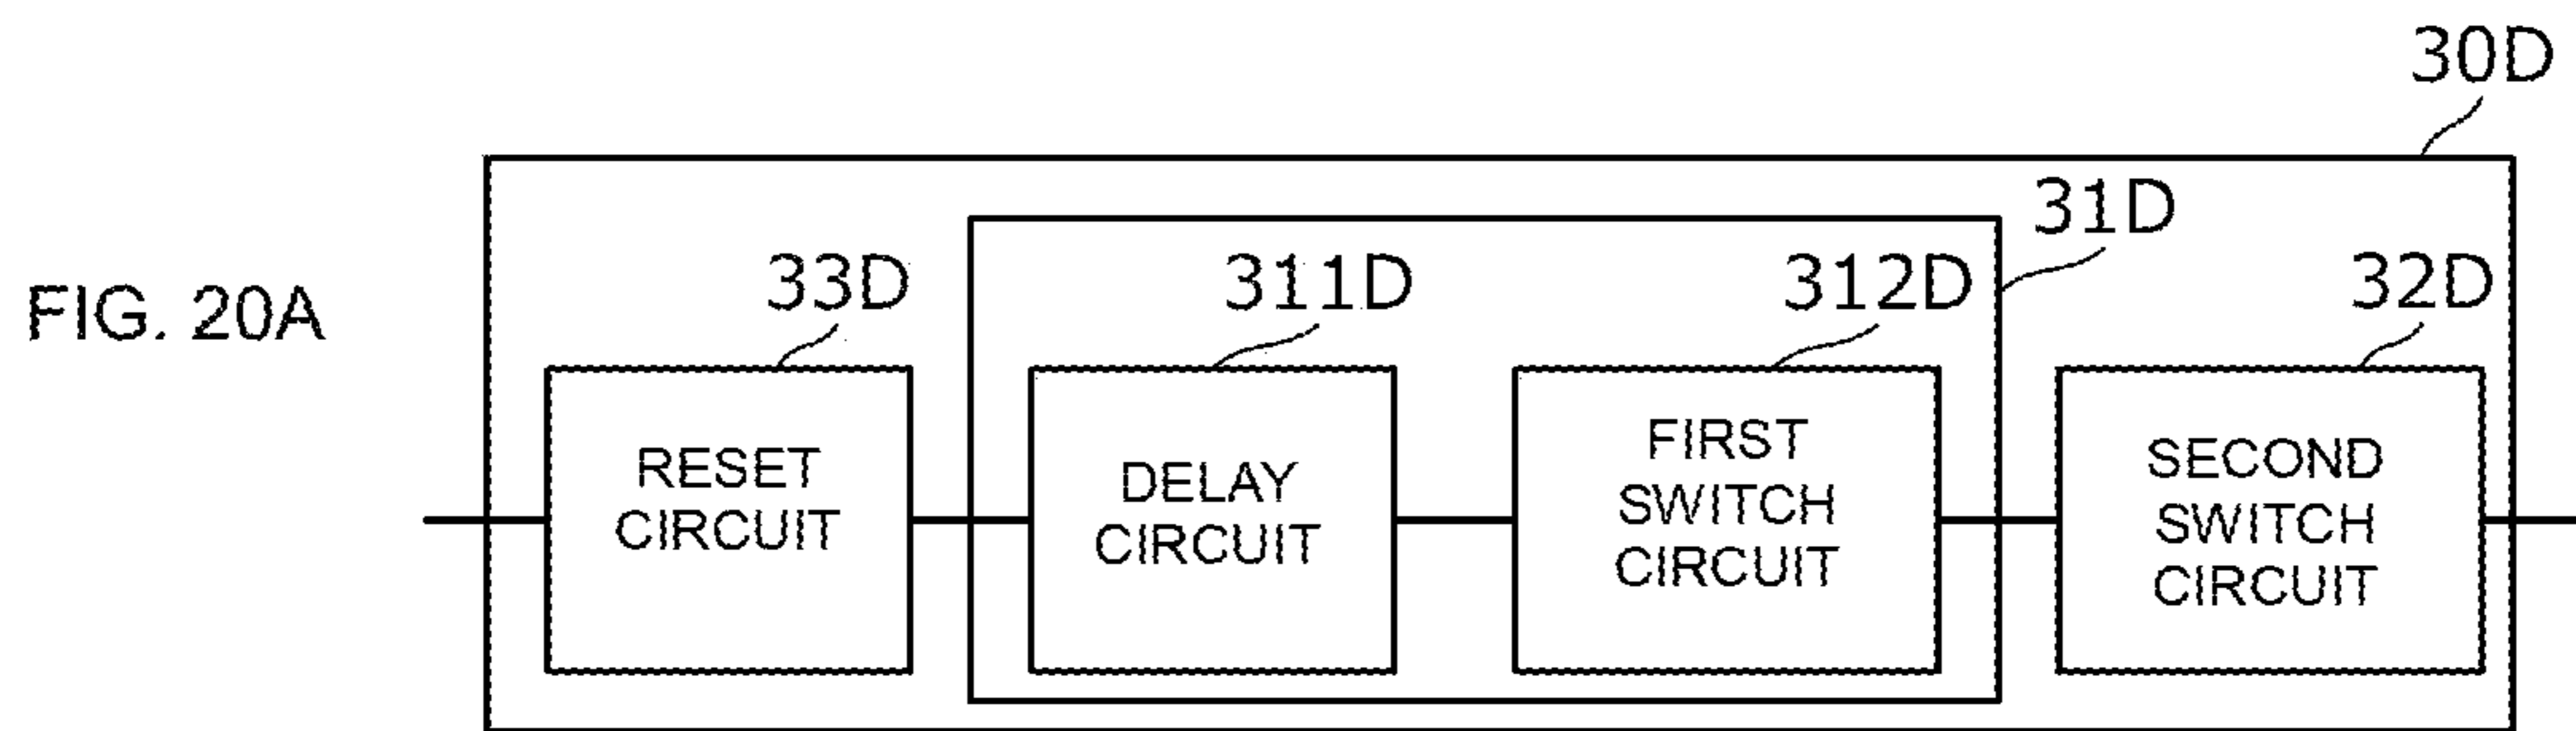 30D
31D
33D
311D
312D
32D
FIG. 20A
RESET
CIRCUIT
DELAY
CIRCUIT
FIRST
SWITCH
CIRCUIT
SECOND
SWITCH
CIRCUIT